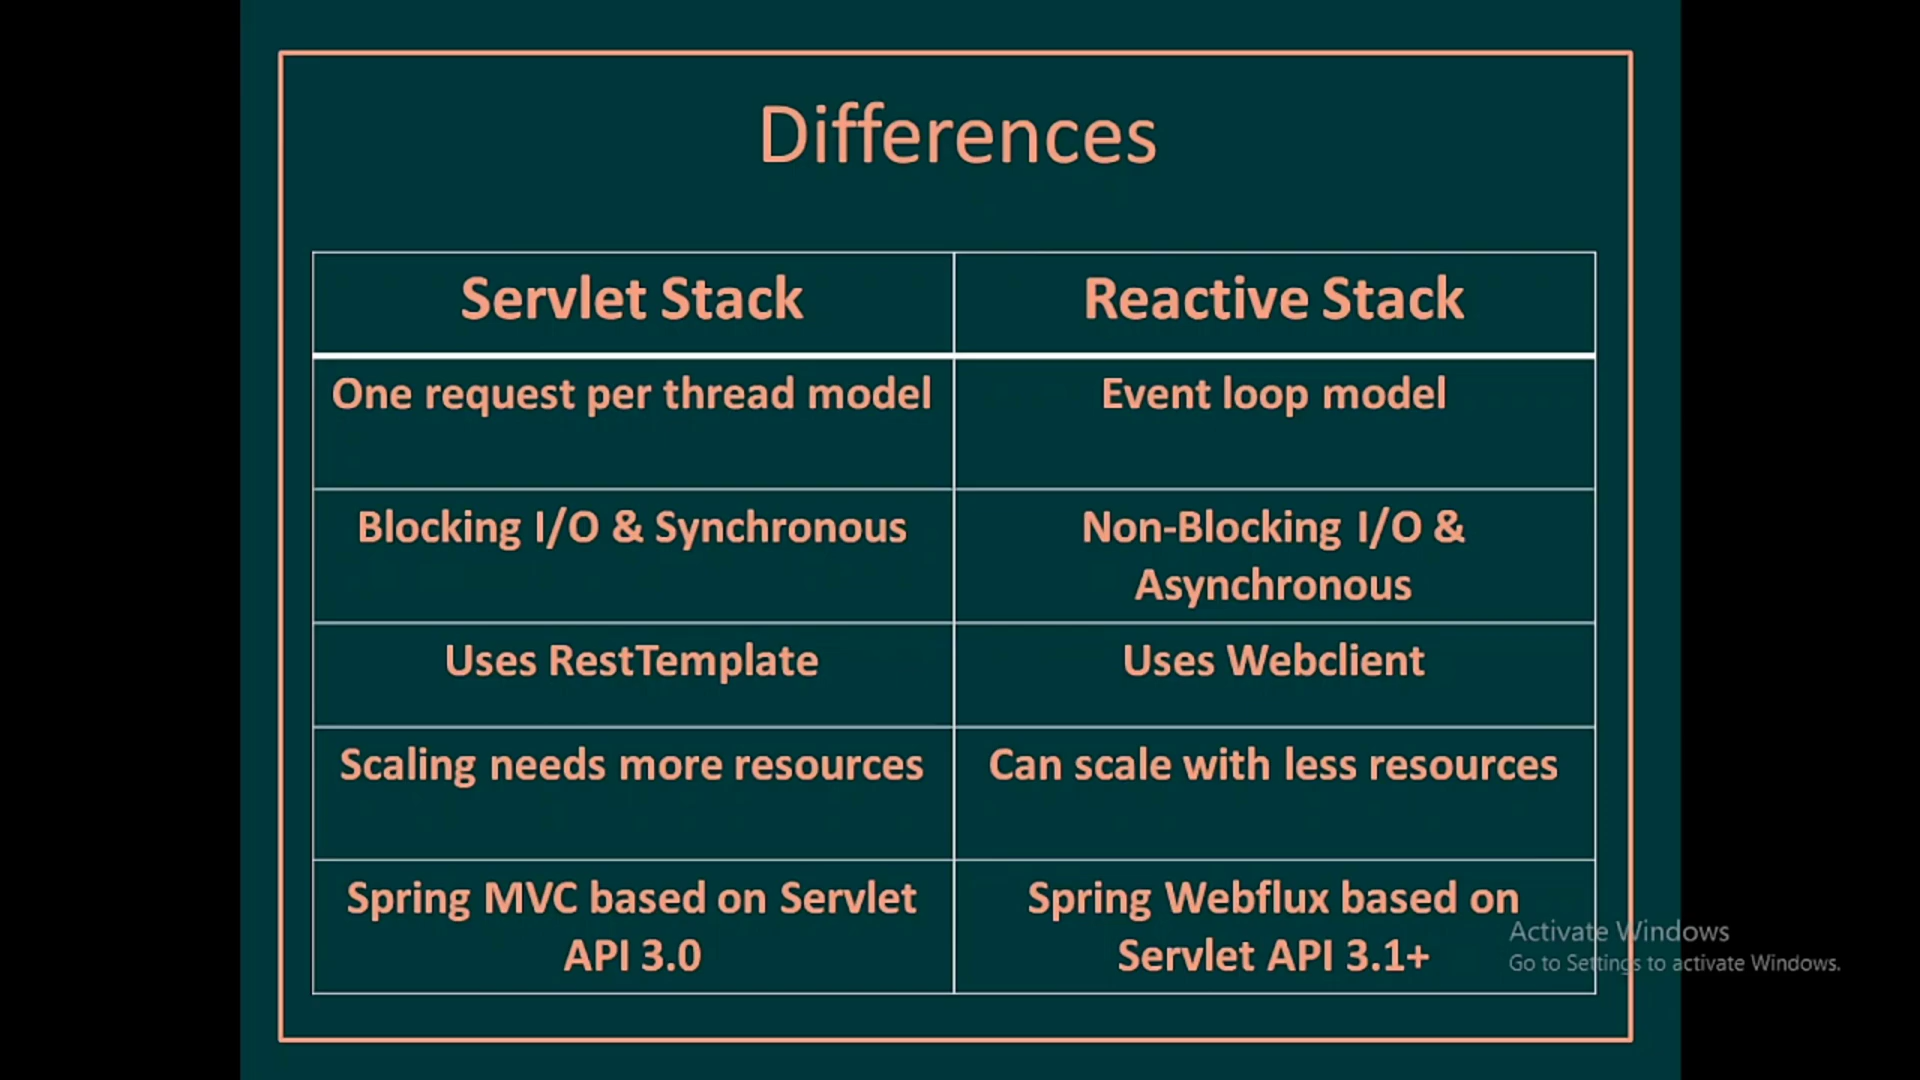 Differences
Servlet Stack
Reactive Stack
One request per thread model
Event loop model
Blocking I/O & Synchronous
Non-Blocking I/O &
Asynchronous
Uses RestTemplate
Uses Webclient
Scaling needs more resources
Can scale with less resources
Spring MVC based on Servlet
API 3.0
Spring Webflux based on
Servlet API 3.1+
Activate Windows
Go to Settings to activate Windows.